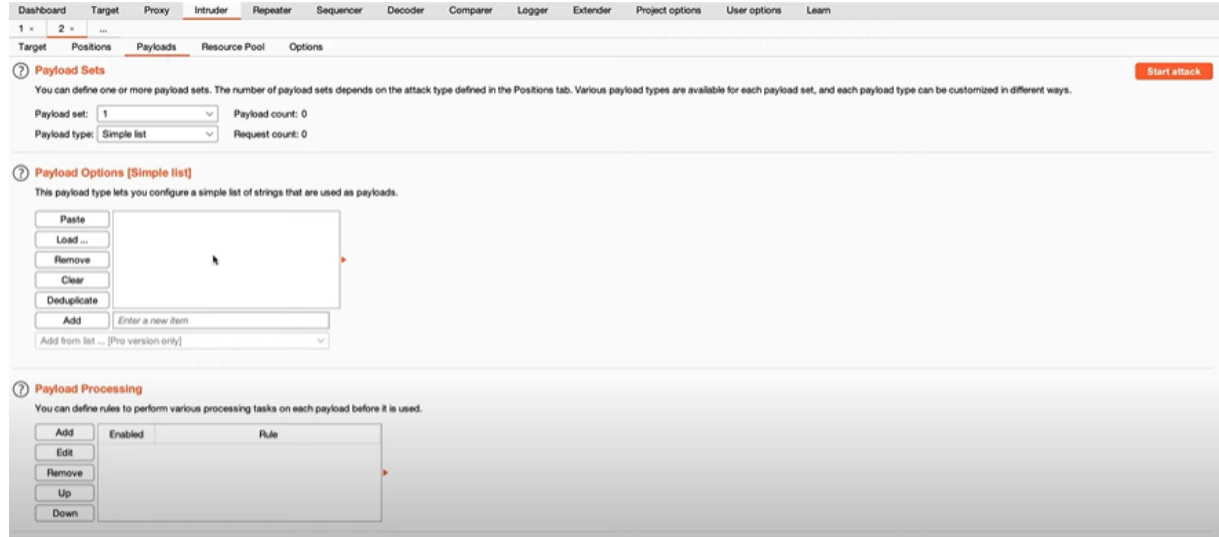 Dashboard Target Proxy Intruder Repeater Sequencer Decoder Comparer Logger Extender Project options User options Learn
1 × 2 × ...
Target Positions Payloads Resource Pool Options
? Payload Sets Start attack
You can define one or more payload sets. The number of payload sets depends on the attack type defined in the Positions tab. Various payload types are available for each payload set, and each payload type can be customized in different ways.
Payload set: 1 Payload count: 0
Payload type: Simple list Request count: 0
? Payload Options [Simple list]
This payload type lets you configure a simple list of strings that are used as payloads.
Paste
Load ...
Remove
Clear
Deduplicate
Add Enter a new item
Add from list ... [Pro version only]
? Payload Processing
You can define rules to perform various processing tasks on each payload before it is used.
Add Enabled Rule
Edit
Remove
Up
Down